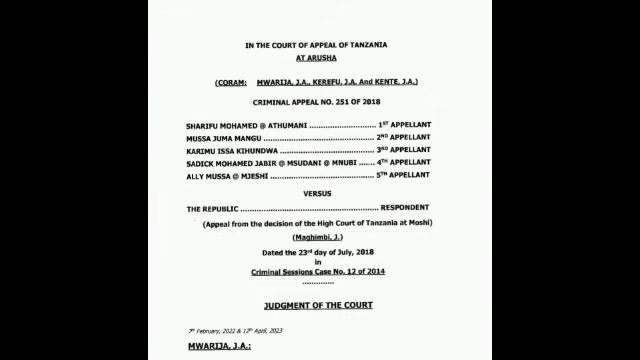 IN THE COURT OF APPEAL OF TANZANIA
AT ARUSHA
(CORAM: MWARIJA, J.A., KEREFU, J.A. And KENTE, J.A.)
CRIMINAL APPEAL NO. 251 OF 2018
SHARIFU MOHAMED @ ATHUMANI ........................ 1ST APPELLANT
MUSSA JUMA MANGU ........................................ 2ND APPELLANT
KARIMU ISSA KIHUNDWA ................................... 3RD APPELLANT
SADICK MOHAMED JABIR @ MSUDANI @ MNUBI ...... 4TH APPELLANT
ALLY MUSSA @ MJESHI ..................................... 5TH APPELLANT
VERSUS
THE REPUBLIC ................................................ RESPONDENT
(Appeal from the decision of the High Court of Tanzania at Moshi)
(Maghimbi, J.)
Dated the 23rd day of July, 2018
in
Criminal Sessions Case No. 12 of 2014
..............
JUDGMENT OF THE COURT
7th February, 2022 & 12th April, 2023
MWARIJA, J.A.: